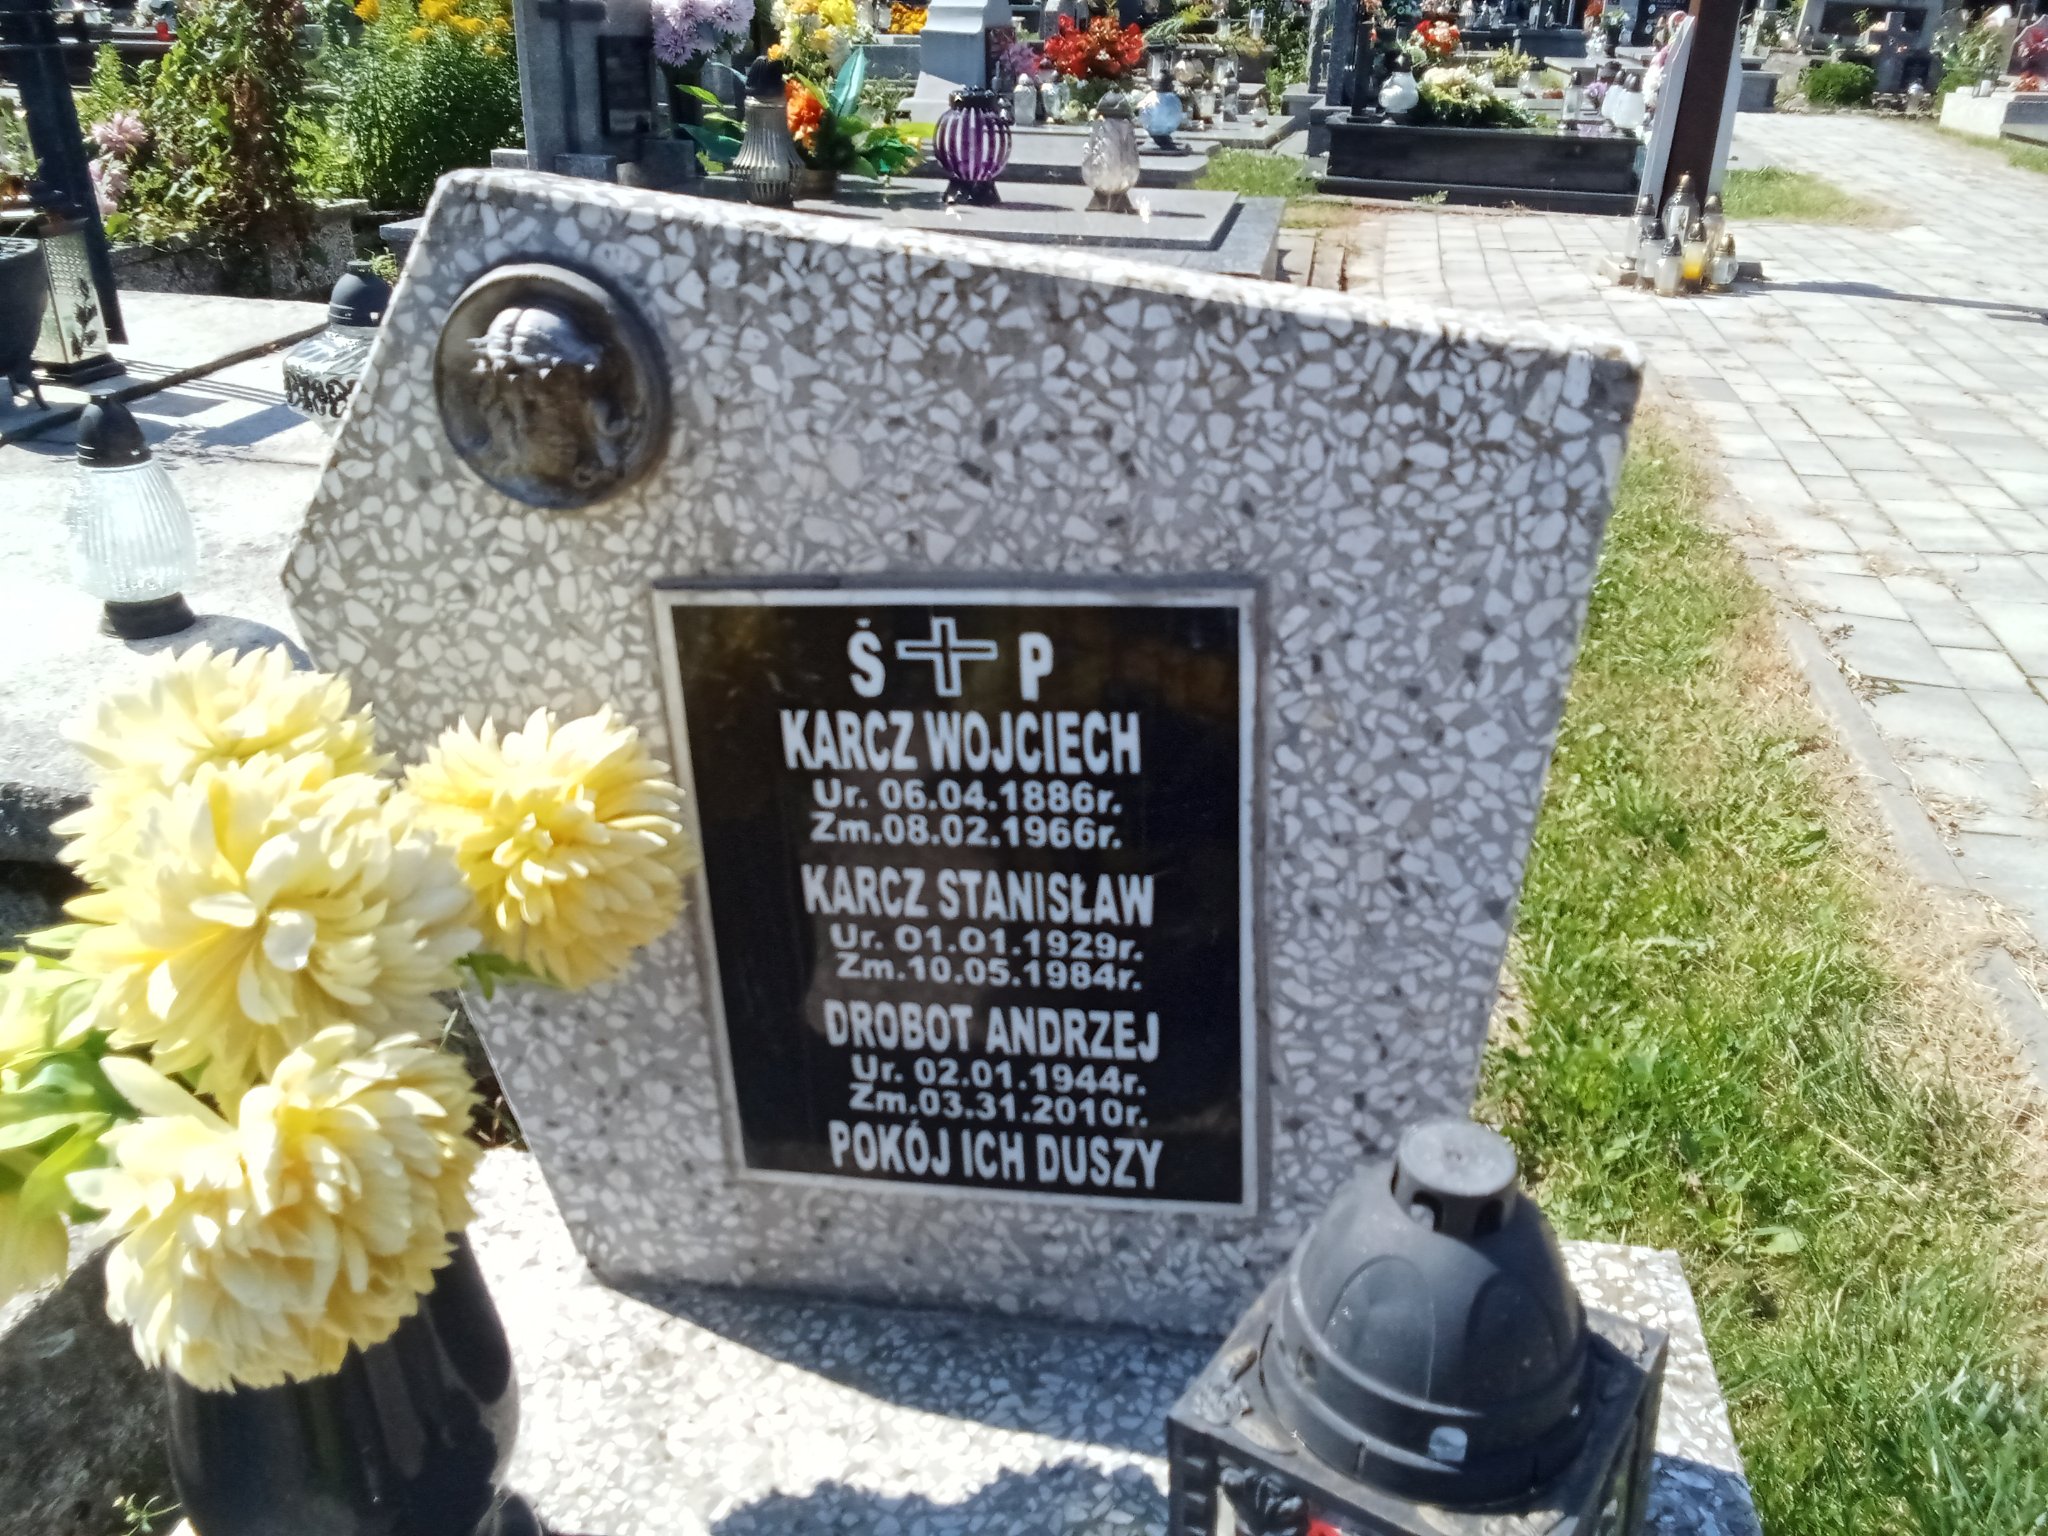 Ś P
KARCZ WOJCIECH
Ur. 06.04.1886r.
Zm.08.02.1966r.
KARCZ STANISŁAW
Ur. 01.01.1929r.
Zm.10.05.1984r.
DROBOT ANDRZEJ
Ur. 02.01.1944r.
Zm.03.31.2010r.
POKÓJ ICH DUSZY